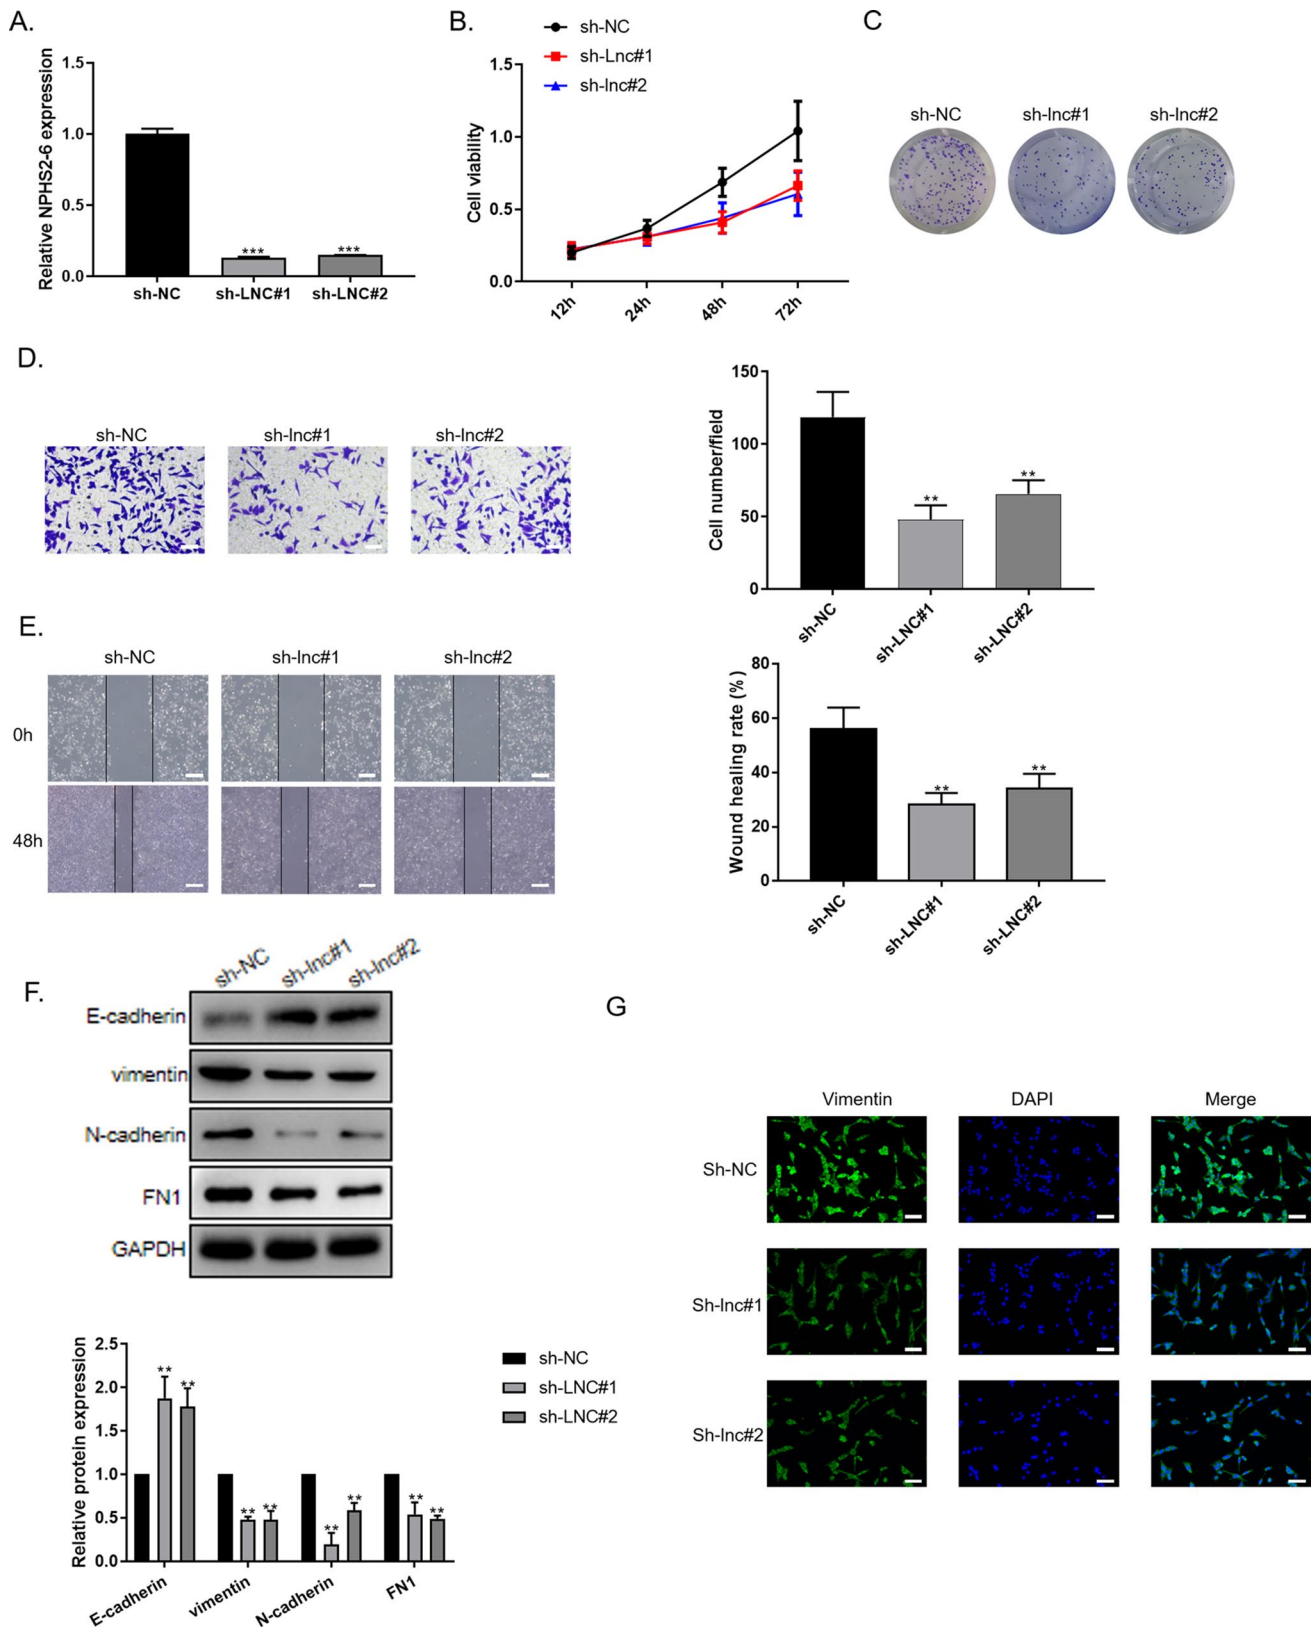 A.
Relative NPHS2-6 expression
1.5
1.0
0.5
0.0
***
***
sh-NC
sh-LNC#1
sh-LNC#2
B.
sh-NC
sh-Lnc#1
sh-lnc#2
Cell viability
1.5
1.0
0.5
0.0
12h
24h
48h
72h
C
sh-NC
sh-lnc#1
sh-lnc#2
D.
sh-NC
sh-lnc#1
sh-lnc#2
Cell number/field
150
100
50
0
**
**
sh-NC
sh-LNC#1
sh-LNC#2
E.
sh-NC
sh-lnc#1
sh-lnc#2
0h
48h
Wound healing rate (%)
80
60
40
20
0
**
**
sh-NC
sh-LNC#1
sh-LNC#2
F.
sh-NC
sh-lnc#1
sh-lnc#2
E-cadherin
vimentin
N-cadherin
FN1
GAPDH
Relative protein expression
2.5
2.0
1.5
1.0
0.5
0.0
**
**
**
**
**
**
**
**
E-cadherin
vimentin
N-cadherin
FN1
sh-NC
sh-LNC#1
sh-LNC#2
G
Vimentin
DAPI
Merge
Sh-NC
Sh-lnc#1
Sh-lnc#2